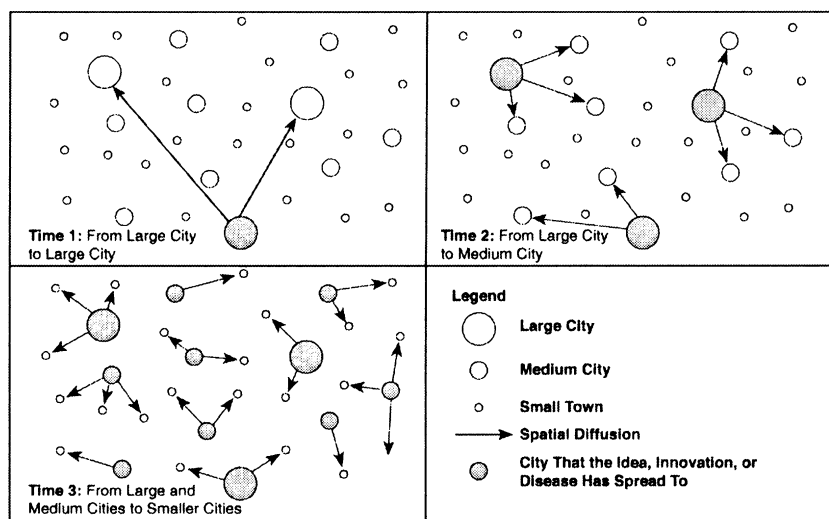 Time 1: From Large City
to Large City
Time 2: From Large City
to Medium City
Time 3: From Large and
Medium Cities to Smaller Cities
Legend
Large City
Medium City
Small Town
Spatial Diffusion
City That the Idea, Innovation, or
Disease Has Spread To